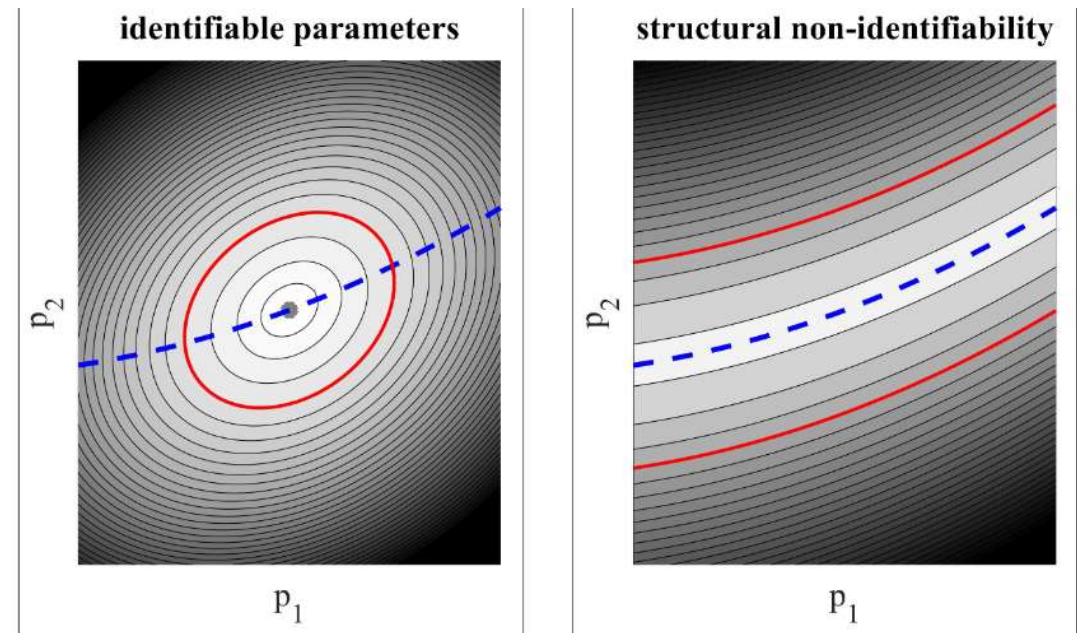 identifiable parameters
p2
p1
structural non-identifiability
p2
p1